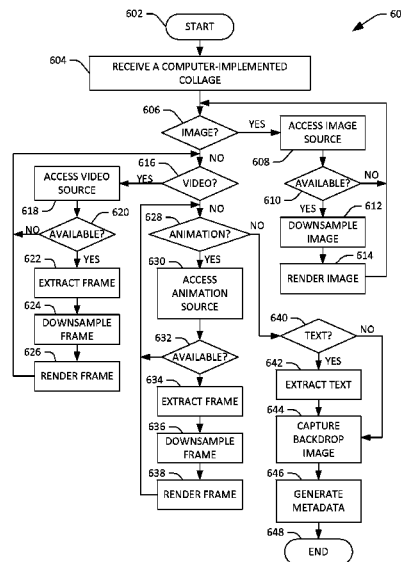 602
START
60
604
RECEIVE A COMPUTER-IMPLEMENTED
COLLAGE
606
IMAGE?
YES
NO
ACCESS IMAGE
SOURCE
608
AVAILABLE?
610
NO
YES
612
DOWNSAMPLE
IMAGE
614
RENDER IMAGE
616
VIDEO?
YES
NO
ACCESS VIDEO
SOURCE
618
620
AVAILABLE?
NO
YES
622
EXTRACT FRAME
624
DOWNSAMPLE
FRAME
626
RENDER FRAME
628
ANIMATION?
NO
YES
630
ACCESS
ANIMATION
SOURCE
632
AVAILABLE?
634
EXTRACT FRAME
636
DOWNSAMPLE
FRAME
638
RENDER FRAME
640
TEXT?
NO
YES
642
EXTRACT TEXT
644
CAPTURE
BACKDROP
IMAGE
646
GENERATE
METADATA
648
END